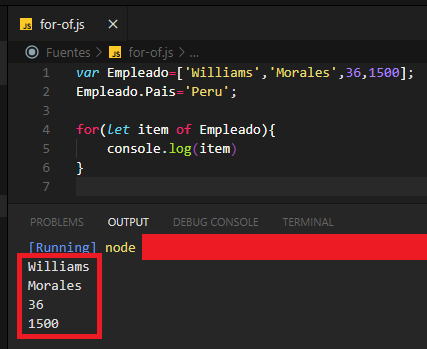 JS for-of.js ×
Fuentes > JS for-of.js > ...
1 var Empleado=['Williams','Morales',36,1500];
2 Empleado.Pais='Peru';
3
4 for(let item of Empleado){
5 console.log(item)
6 }
7
PROBLEMS OUTPUT DEBUG CONSOLE TERMINAL
[Running] node
Williams
Morales
36
1500